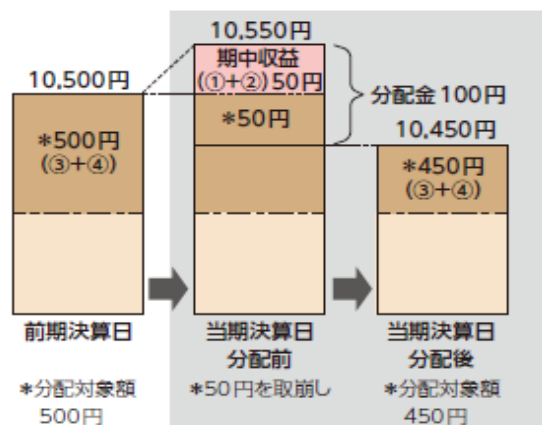 10,550円
期中収益
(①+②)50円
10,500円
分配金100円
*500円
(③+④)
*50円
10,450円
*450円
(③+④)
前期決算日
当期決算日
分配前
当期決算日
分配後
*分配対象額
500円
*50円を取崩し
*分配対象額
450円